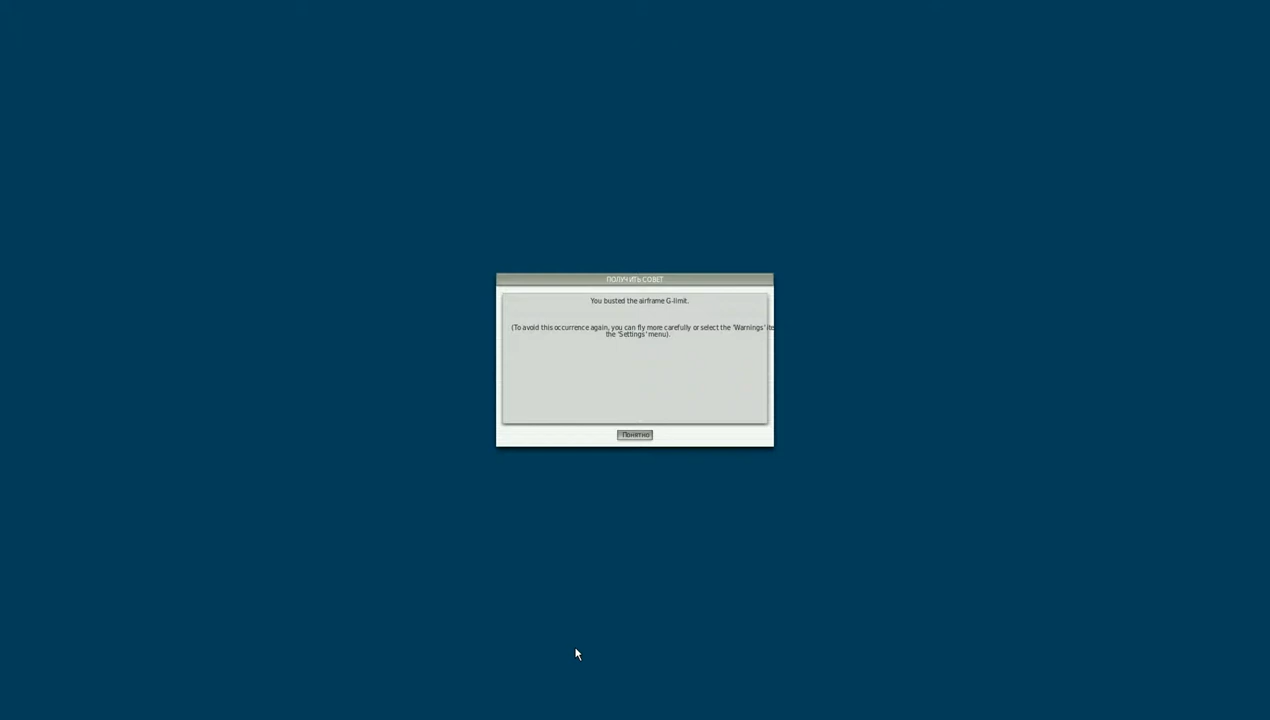 ПОЛУЧИТЬ СОВЕТ
You busted the airframe G-limit.
(To avoid this occurrence again, you can fly more carefully or select the 'Warnings' ite
the 'Settings' menu).
Понятно